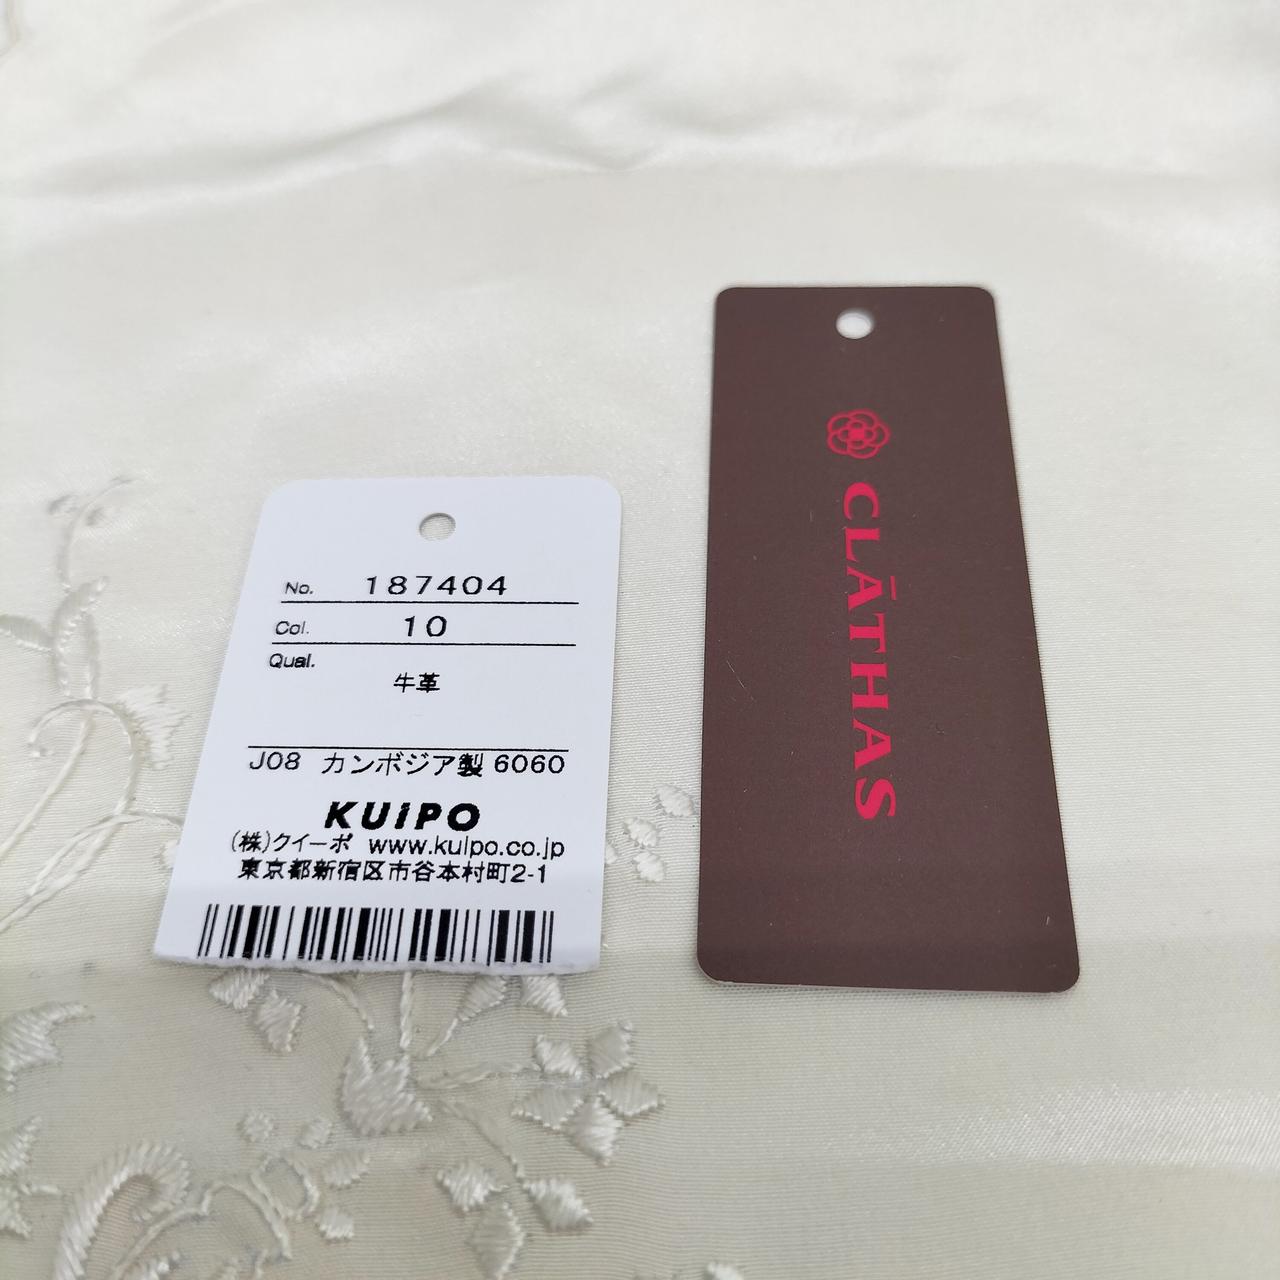 No. 187404
Col. 10
Qual.
牛革
J08 カンボジア製 6060
KUIPO
(株)クイーポ www.kuipo.co.jp
東京都新宿区市谷本村町2-1
CLĀTHAS